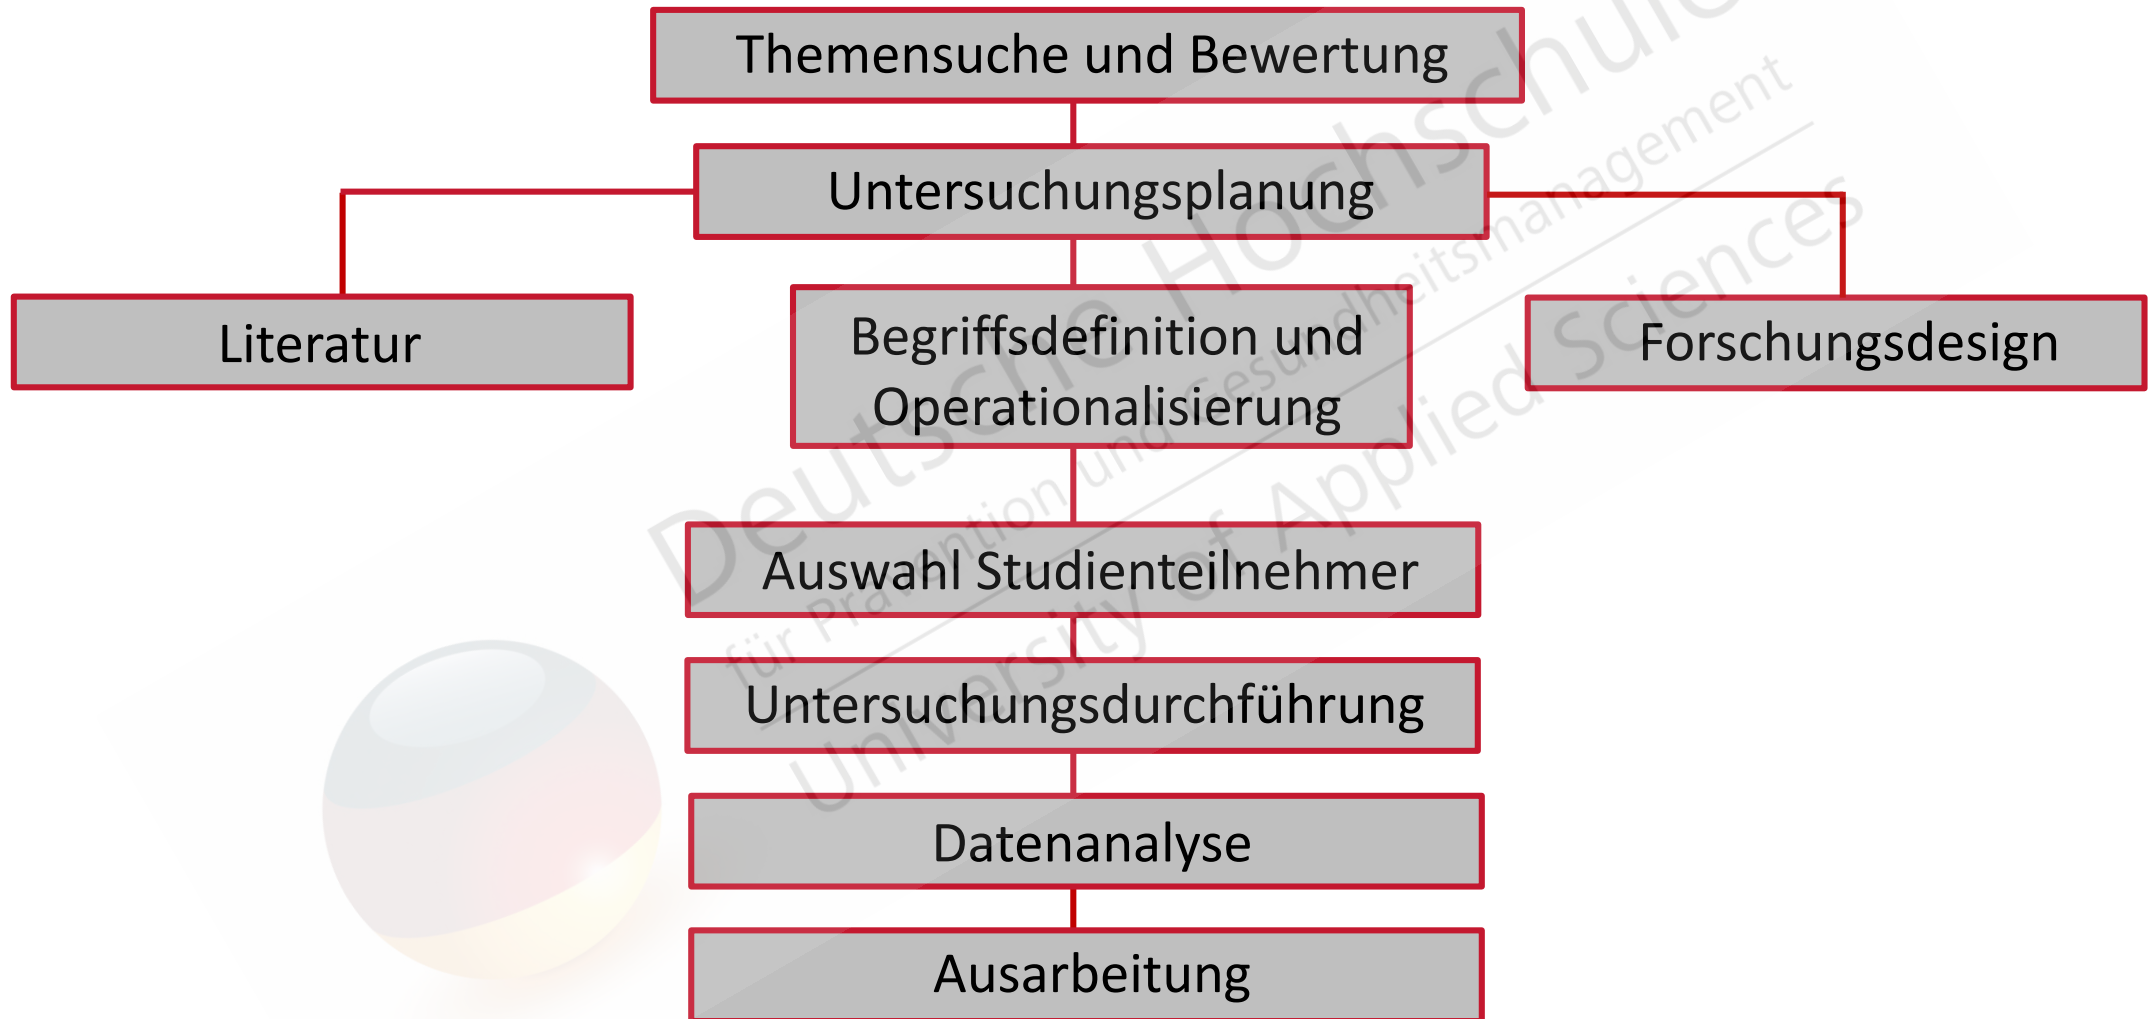 Themensuche und Bewertung
Untersuchungsplanung
Literatur
Begriffsdefinition und
Operationalisierung
Forschungsdesign
Auswahl Studienteilnehmer
Untersuchungsdurchführung
Datenanalyse
Ausarbeitung
Deutsche Hochschule
für Prävention und Gesundheitsmanagement
University of Applied Sciences